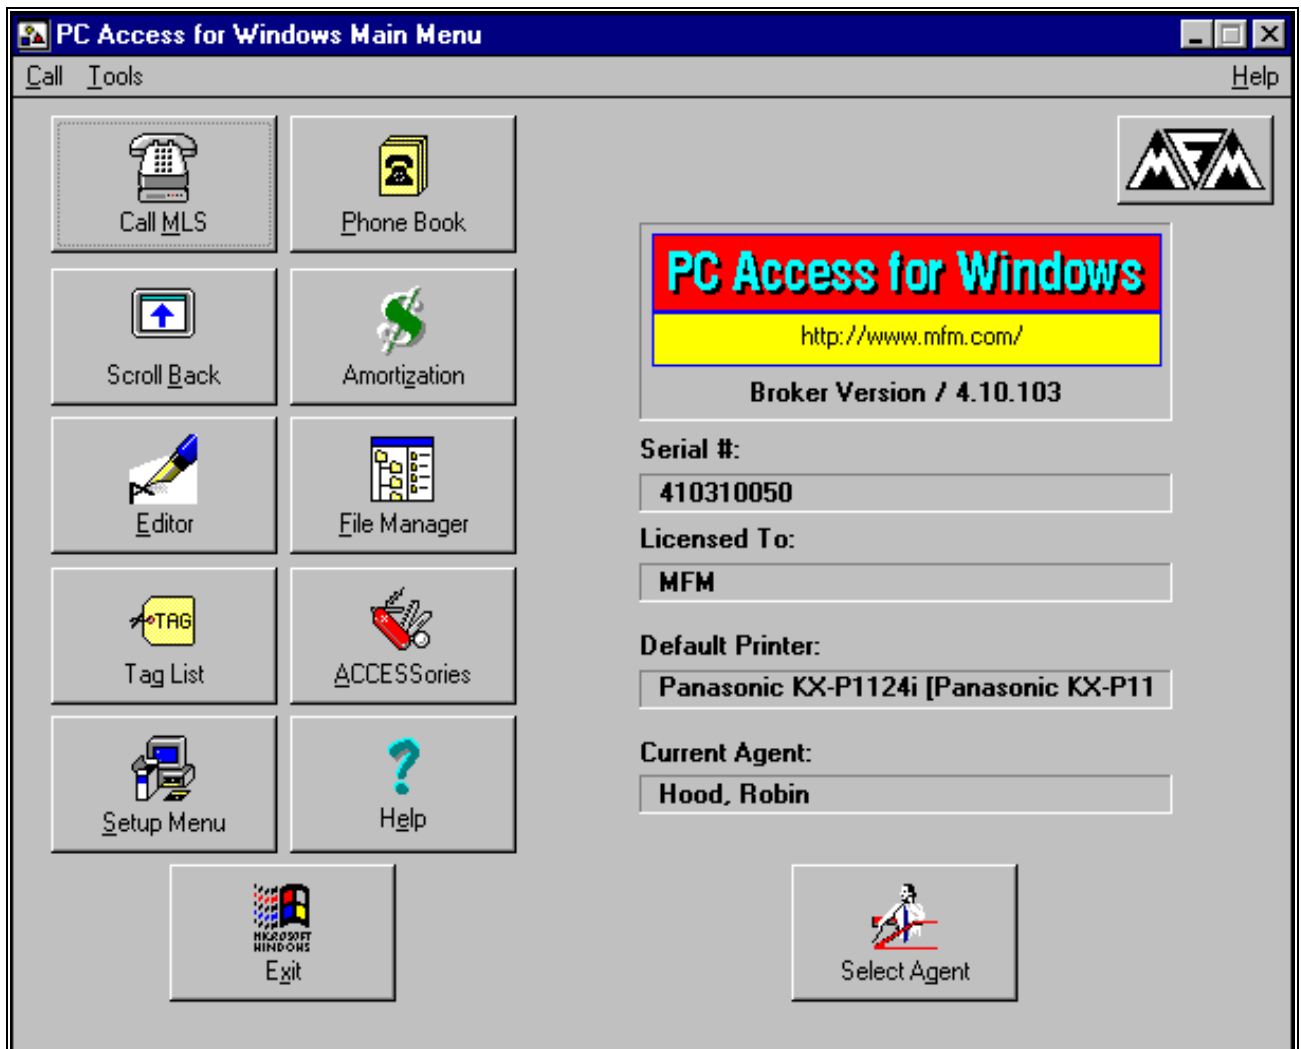 PC Access for Windows Main Menu
Call Tools Help
Call MLS
Phone Book
MFM
Scroll Back
Amortization
PC Access for Windows
http://www.mfm.com/
Broker Version / 4.10.103
Editor
File Manager
Serial #:
410310050
Licensed To:
MFM
TAG
Tag List
ACCESSories
Default Printer:
Panasonic KX-P1124i [Panasonic KX-P11
Setup Menu
Help
Current Agent:
Hood, Robin
MICROSOFT
WINDOWS
Exit
Select Agent